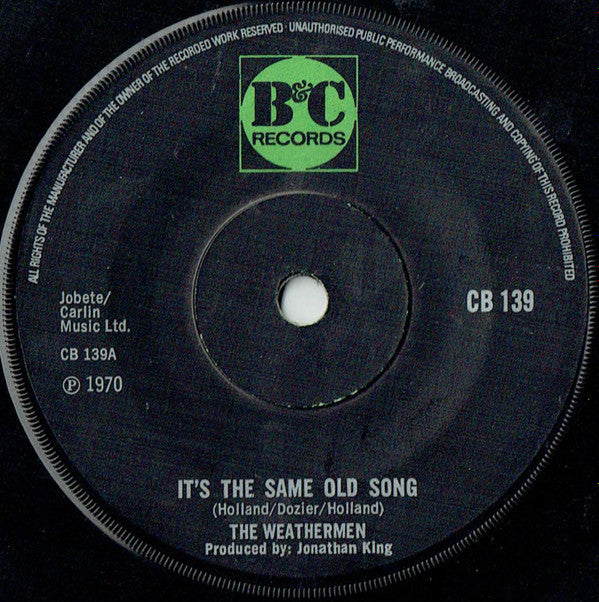 ALL RIGHTS OF THE MANUFACTURER AND OF THE OWNER OF THE RECORDED WORK RESERVED · UNAUTHORISED PUBLIC PERFORMANCE BROADCASTING AND COPYING OF THIS RECORD PROHIBITED
B&C
RECORDS
Jobete/
Carlin
Music Ltd.
CB 139A
Ⓟ 1970
CB 139
IT'S THE SAME OLD SONG
(Holland/Dozier/Holland)
THE WEATHERMEN
Produced by: Jonathan King